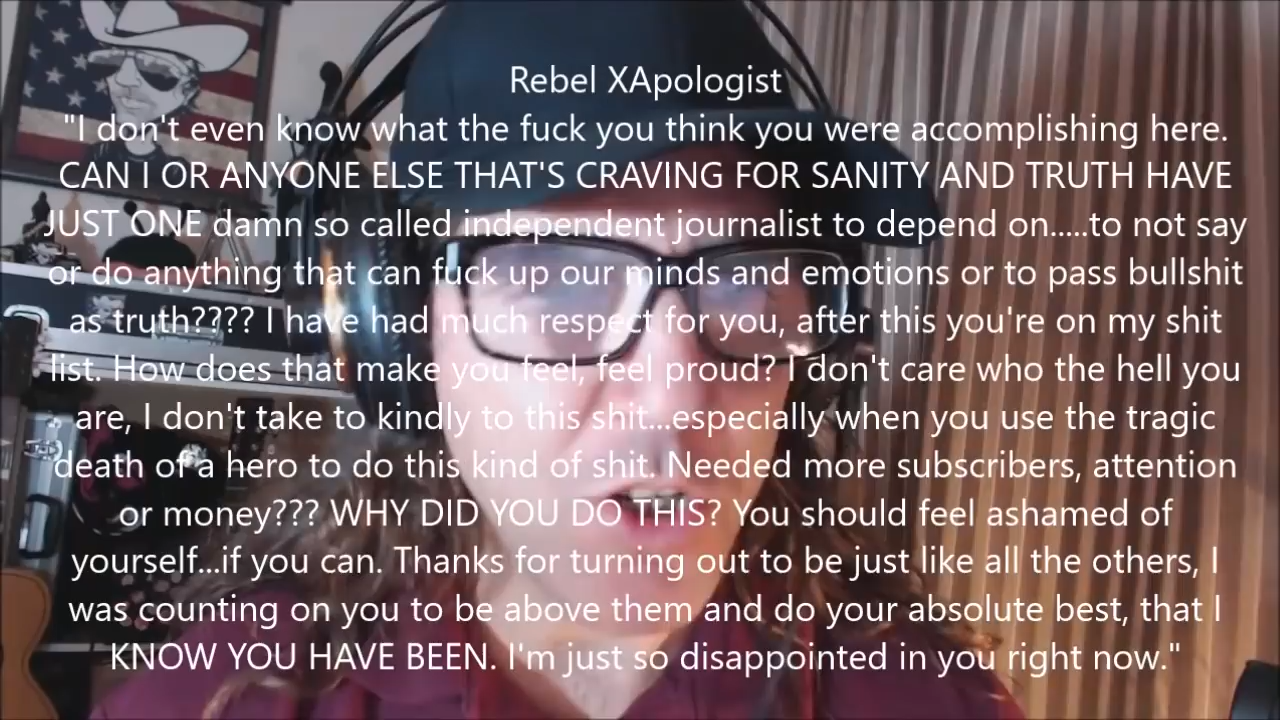 Rebel XApologist
"I don't even know what the fuck you think you were accomplishing here.
CAN I OR ANYONE ELSE THAT'S CRAVING FOR SANITY AND TRUTH HAVE
JUST ONE damn so called independent journalist to depend on.....to not say
or do anything that can fuck up our minds and emotions or to pass bullshit
as truth???? I have had much respect for you, after this you're on my shit
list. How does that make you feel, feel proud? I don't care who the hell you
are, I don't take to kindly to this shit...especially when you use the tragic
death of a hero to do this kind of shit. Needed more subscribers, attention
or money??? WHY DID YOU DO THIS? You should feel ashamed of
yourself...if you can. Thanks for turning out to be just like all the others, I
was counting on you to be above them and do your absolute best, that I
KNOW YOU HAVE BEEN. I'm just so disappointed in you right now."